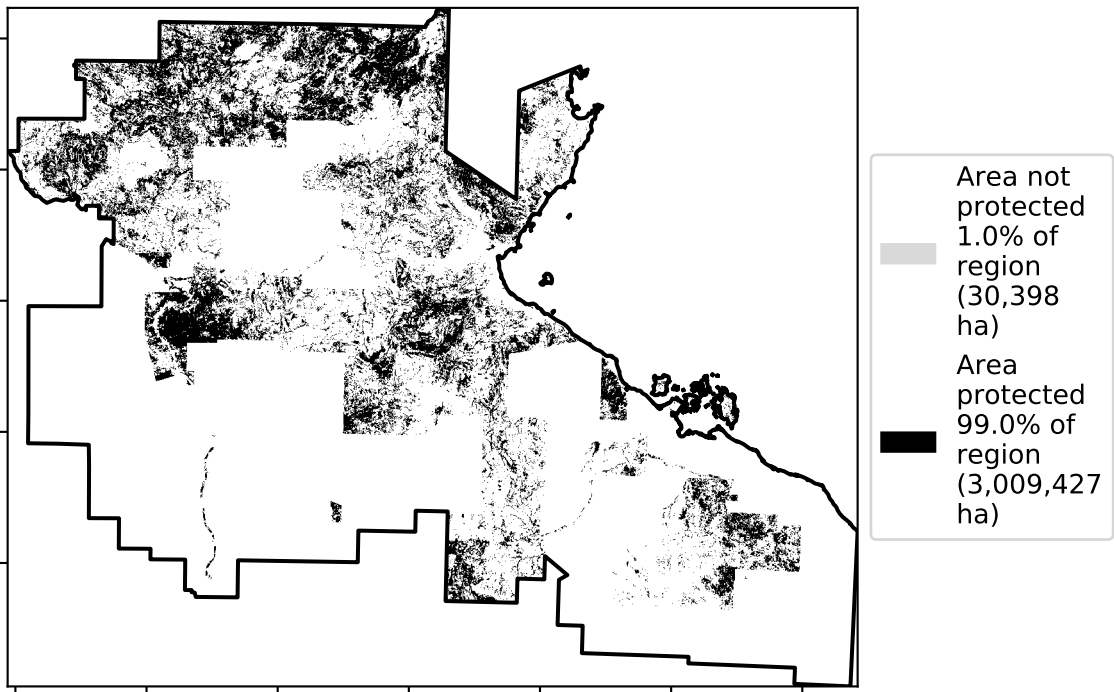 Area not
protected
1.0% of
region
(30,398
ha)
Area
protected
99.0% of
region
(3,009,427
ha)